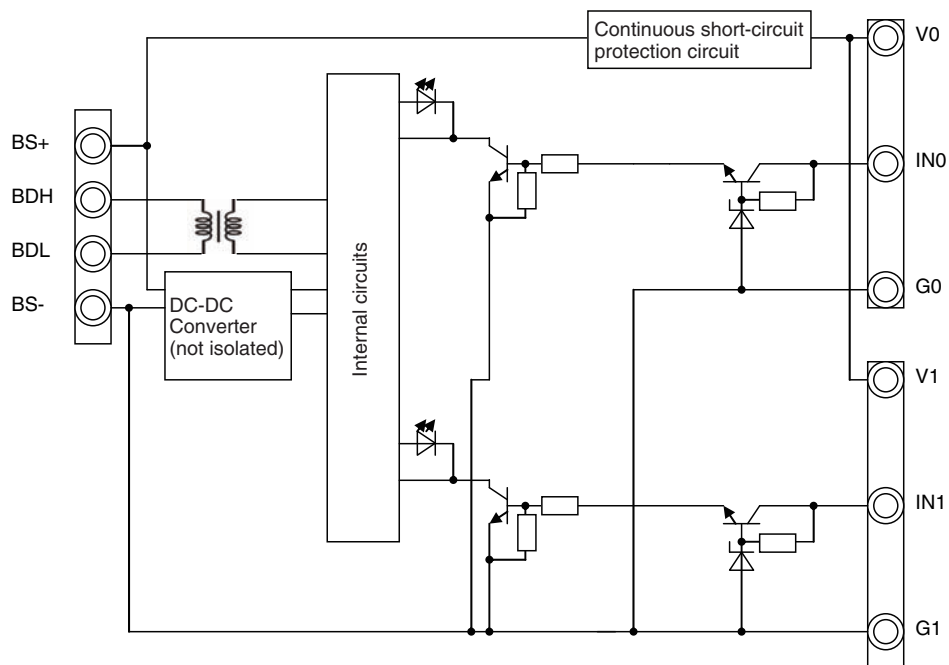 Continuous short-circuit
protection circuit
V0
BS+
IN0
BDH
BDL
G0
BS-
DC-DC
Converter
(not isolated)
Internal circuits
V1
IN1
G1